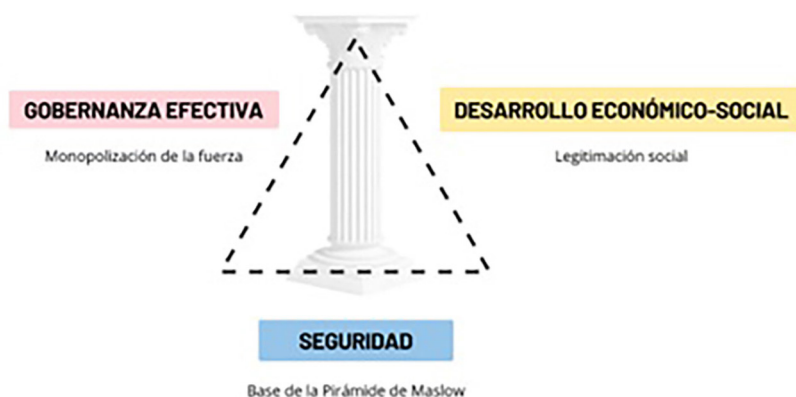 GOBERNANZA EFECTIVA
Monopolización de la fuerza
DESARROLLO ECONÓMICO-SOCIAL
Legitimación social
SEGURIDAD
Base de la Pirámide de Maslow